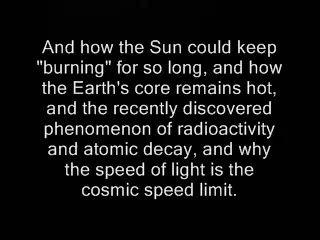 And how the Sun could keep
"burning" for so long, and how
the Earth's core remains hot,
and the recently discovered
phenomenon of radioactivity
and atomic decay, and why
the speed of light is the
cosmic speed limit.